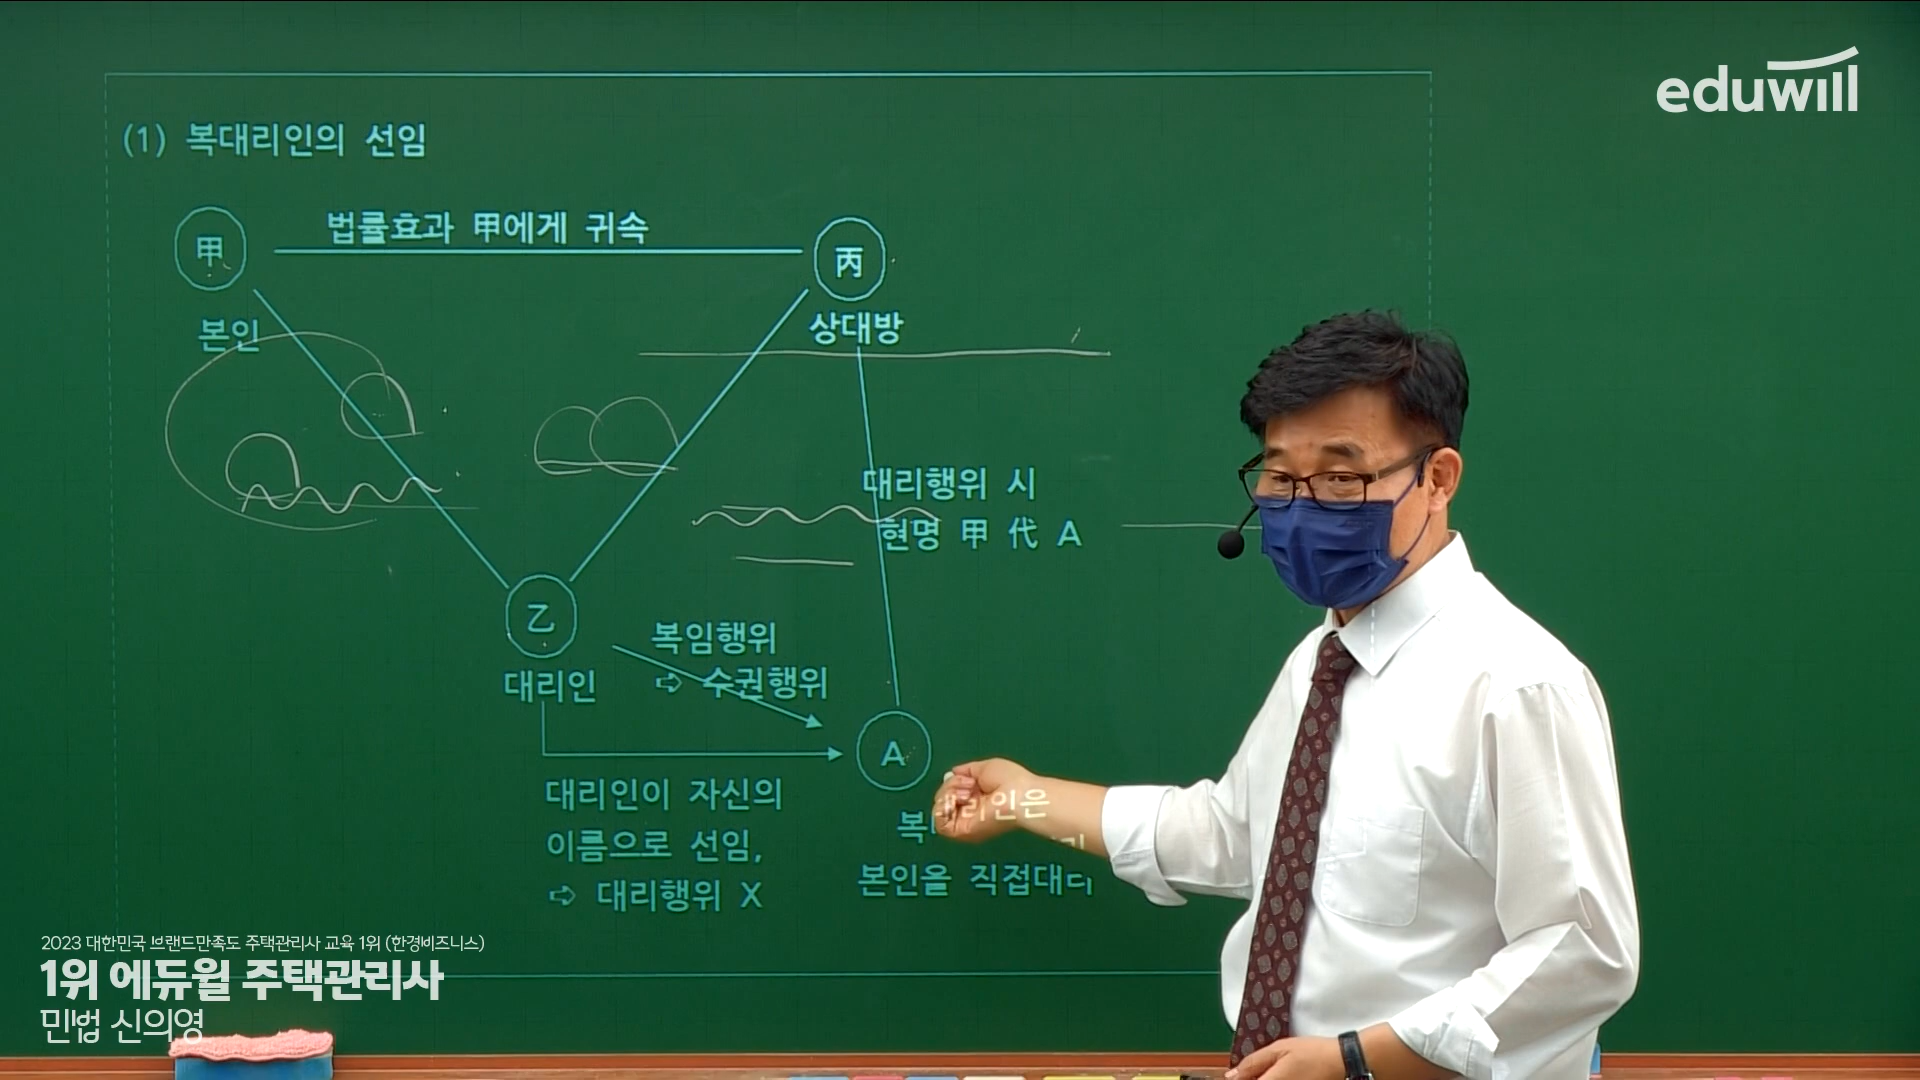 eduwill
(1) 복대리인의 선임
법률효과 甲에게 귀속
甲
丙
본인
상대방
대리행위 시
현명 甲 代 A
乙
복임행위
대리인
⇨ 수권행위
A
대리인이 자신의
이름으로 선임,
⇨ 대리행위 X
본인을 직접대리
2023 대한민국 브랜드만족도 주택관리사 교육 1위 (한경비즈니스)
1위 에듀윌 주택관리사
민법 신의영